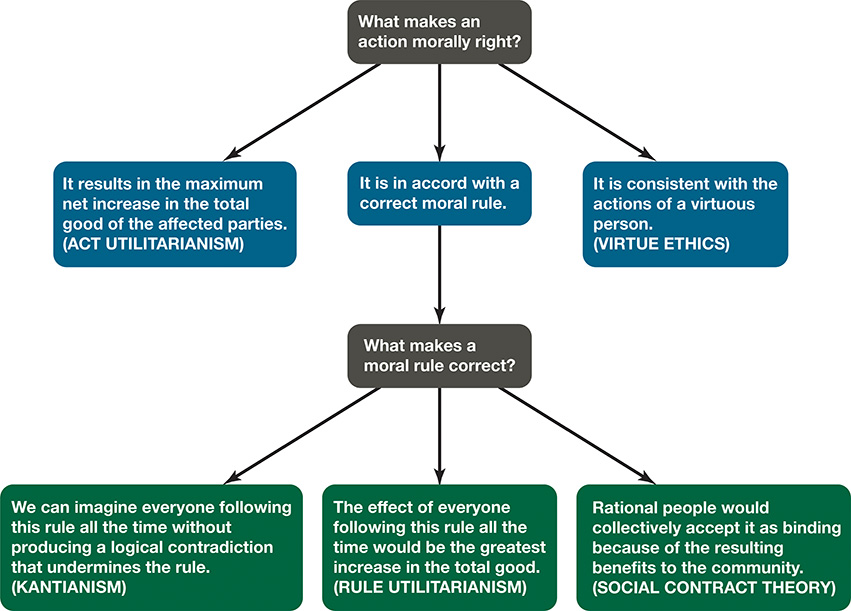 What makes an
action morally right?
It results in the maximum
net increase in the total
good of the affected parties.
(ACT UTILITARIANISM)
It is in accord with a
correct moral rule.
It is consistent with the
actions of a virtuous
person.
(VIRTUE ETHICS)
What makes a
moral rule correct?
We can imagine everyone following
this rule all the time without
producing a logical contradiction
that undermines the rule.
(KANTIANISM)
The effect of everyone
following this rule all the
time would be the greatest
increase in the total good.
(RULE UTILITARIANISM)
Rational people would
collectively accept it as binding
because of the resulting
benefits to the community.
(SOCIAL CONTRACT THEORY)